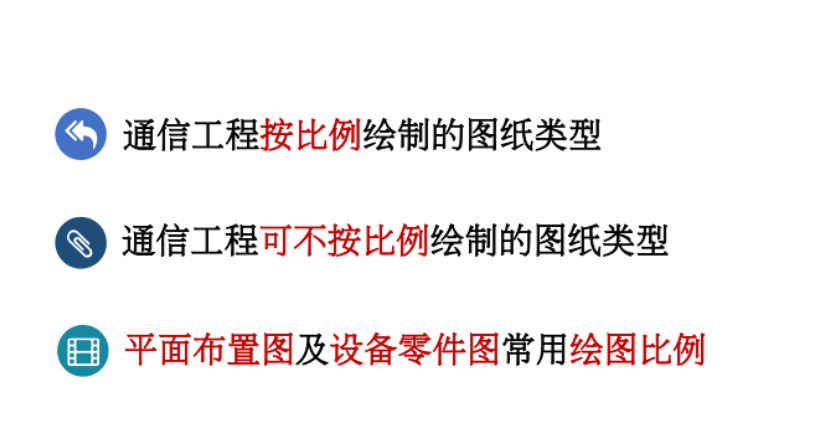 通信工程按比例绘制的图纸类型
通信工程可不按比例绘制的图纸类型
平面布置图及设备零件图常用绘图比例